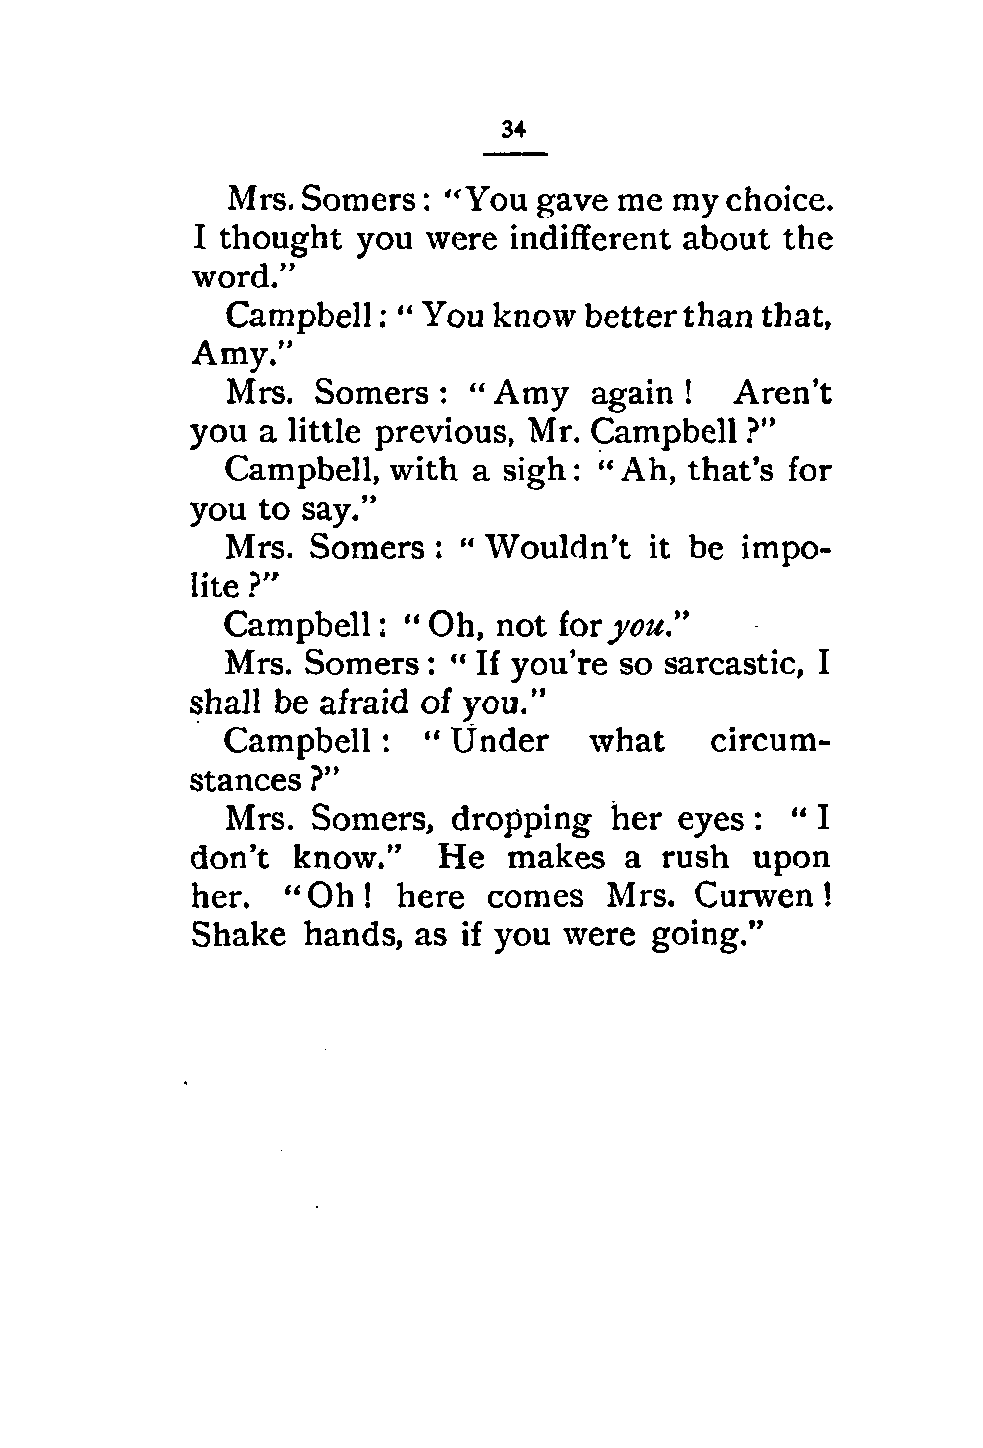 34
Mrs. Somers: "You gave me my choice.
I thought you were indifferent about the
word."
Campbell: "You know better than that,
Amy."
Mrs. Somers: "Amy again! Aren't
you a little previous, Mr. Campbell?"
Campbell, with a sigh: "Ah, that's for
you to say."
Mrs. Somers: "Wouldn't it be impo-
lite?"
Campbell: "Oh, not for you."
Mrs. Somers: "If you're so sarcastic, I
shall be afraid of you."
Campbell: "Under what circum-
stances?"
Mrs. Somers, dropping her eyes: "I
don't know." He makes a rush upon
her. "Oh! here comes Mrs. Curwen!
Shake hands, as if you were going."